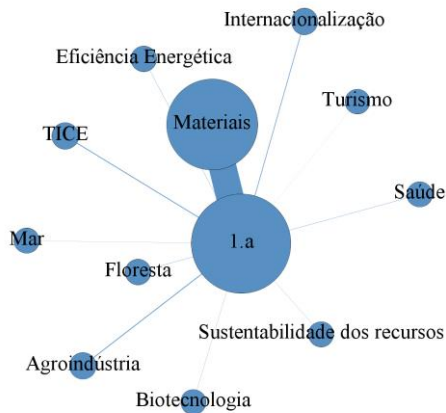 Internacionalização
Eficiência Energética
Turismo
Materiais
TICE
Saúde
Mar
1.a
Floresta
Sustentabilidade dos recursos
Agroindústria
Biotecnologia